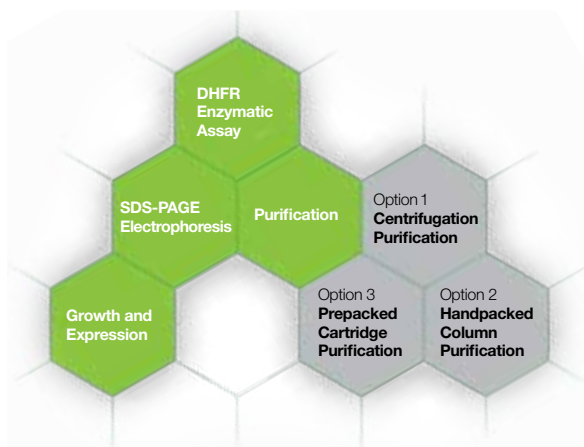 DHFR
Enzymatic
Assay
SDS-PAGE
Electrophoresis
Purification
Option 1
Centrifugation
Purification
Growth and
Expression
Option 3
Prepacked
Cartridge
Purification
Option 2
Handpacked
Column
Purification